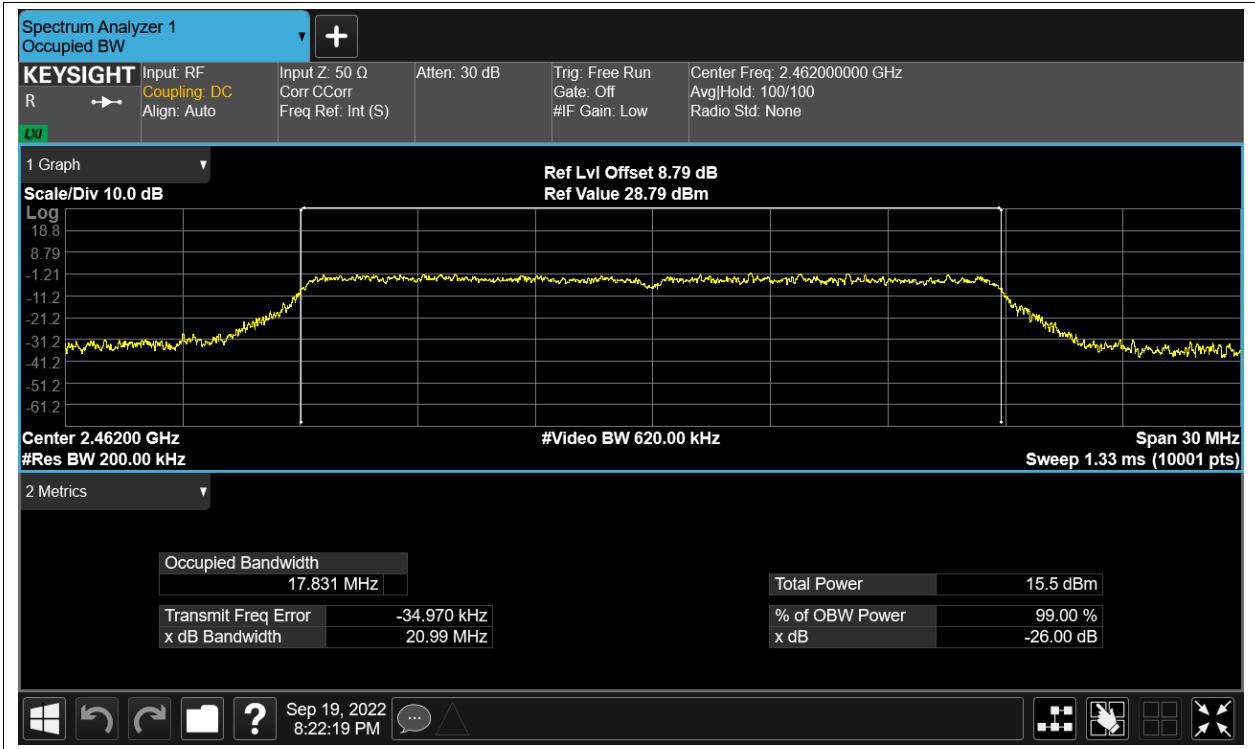 Spectrum Analyzer 1
Occupied BW
KEYSIGHT
R
LXI
Input: RF
Coupling: DC
Align: Auto
Input Z: 50 Ω
Corr CCorr
Freq Ref: Int (S)
Atten: 30 dB
Trig: Free Run
Gate: Off
#IF Gain: Low
Center Freq: 2.462000000 GHz
Avg|Hold: 100/100
Radio Std: None
1 Graph
Scale/Div 10.0 dB
Ref Lvl Offset 8.79 dB
Ref Value 28.79 dBm
Log
18.8
8.79
-1.21
-11.2
-21.2
-31.2
-41.2
-51.2
-61.2
Center 2.46200 GHz
#Video BW 620.00 kHz
Span 30 MHz
#Res BW 200.00 kHz
Sweep 1.33 ms (10001 pts)
2 Metrics
Occupied Bandwidth
17.831 MHz
Transmit Freq Error -34.970 kHz
x dB Bandwidth 20.99 MHz
Total Power 15.5 dBm
% of OBW Power 99.00 %
x dB -26.00 dB
?
Sep 19, 2022
8:22:19 PM